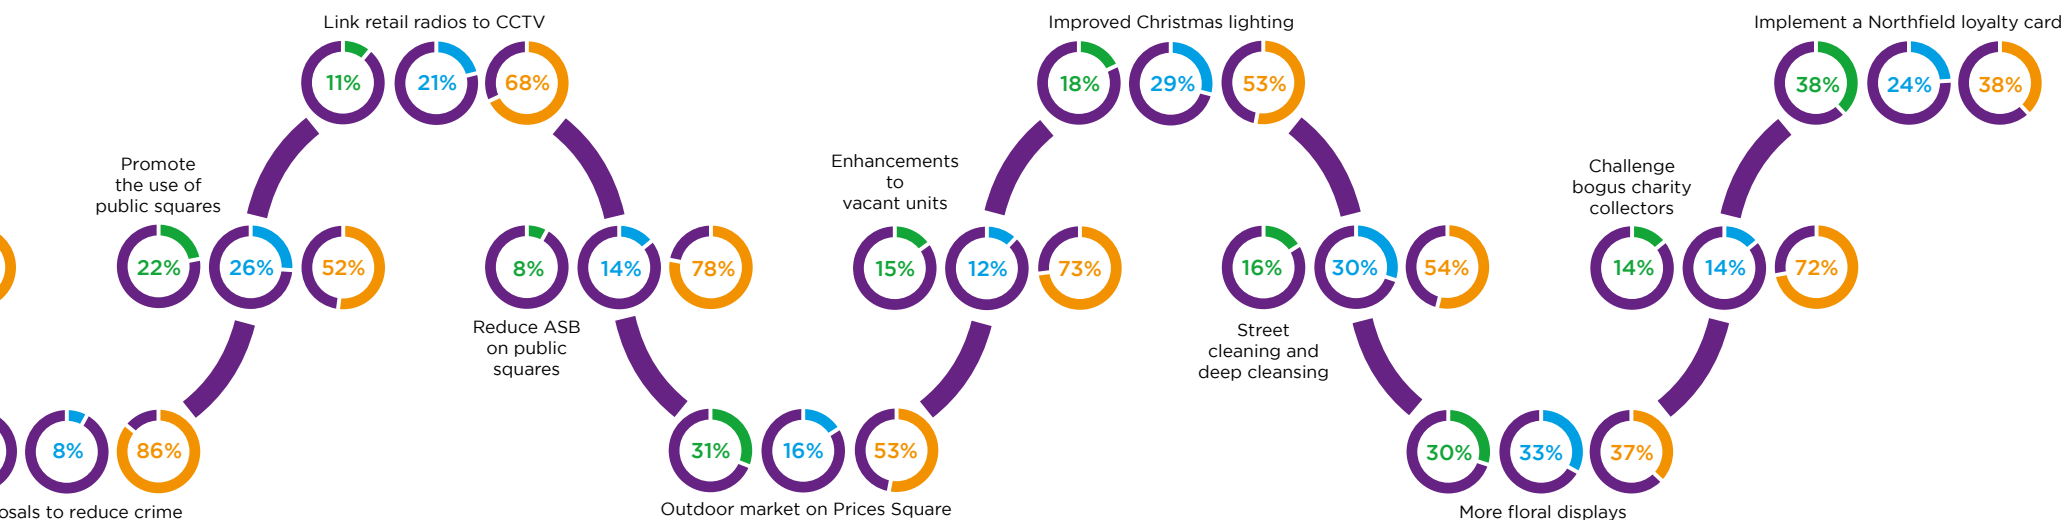 Link retail radios to CCTV
11% 21% 68%
Improved Christmas lighting
18% 29% 53%
Implement a Northfield loyalty card
38% 24% 38%
Promote
the use of
public squares
22% 26% 52%
8% 14% 78%
Reduce ASB
on public
squares
Enhancements
to
vacant units
15% 12% 73%
16% 30% 54%
Street
cleaning and
deep cleansing
Challenge
bogus charity
collectors
14% 14% 72%
8% 86%
to reduce crime
31% 16% 53%
Outdoor market on Prices Square
30% 33% 37%
More floral displays